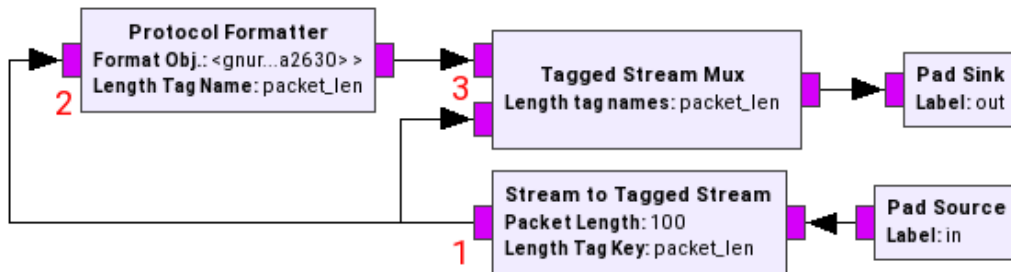 Protocol Formatter
Format Obj.: <gnur...a2630> >
Length Tag Name: packet_len
2
3
Tagged Stream Mux
Length tag names: packet_len
Pad Sink
Label: out
Stream to Tagged Stream
Packet Length: 100
Length Tag Key: packet_len
1
Pad Source
Label: in